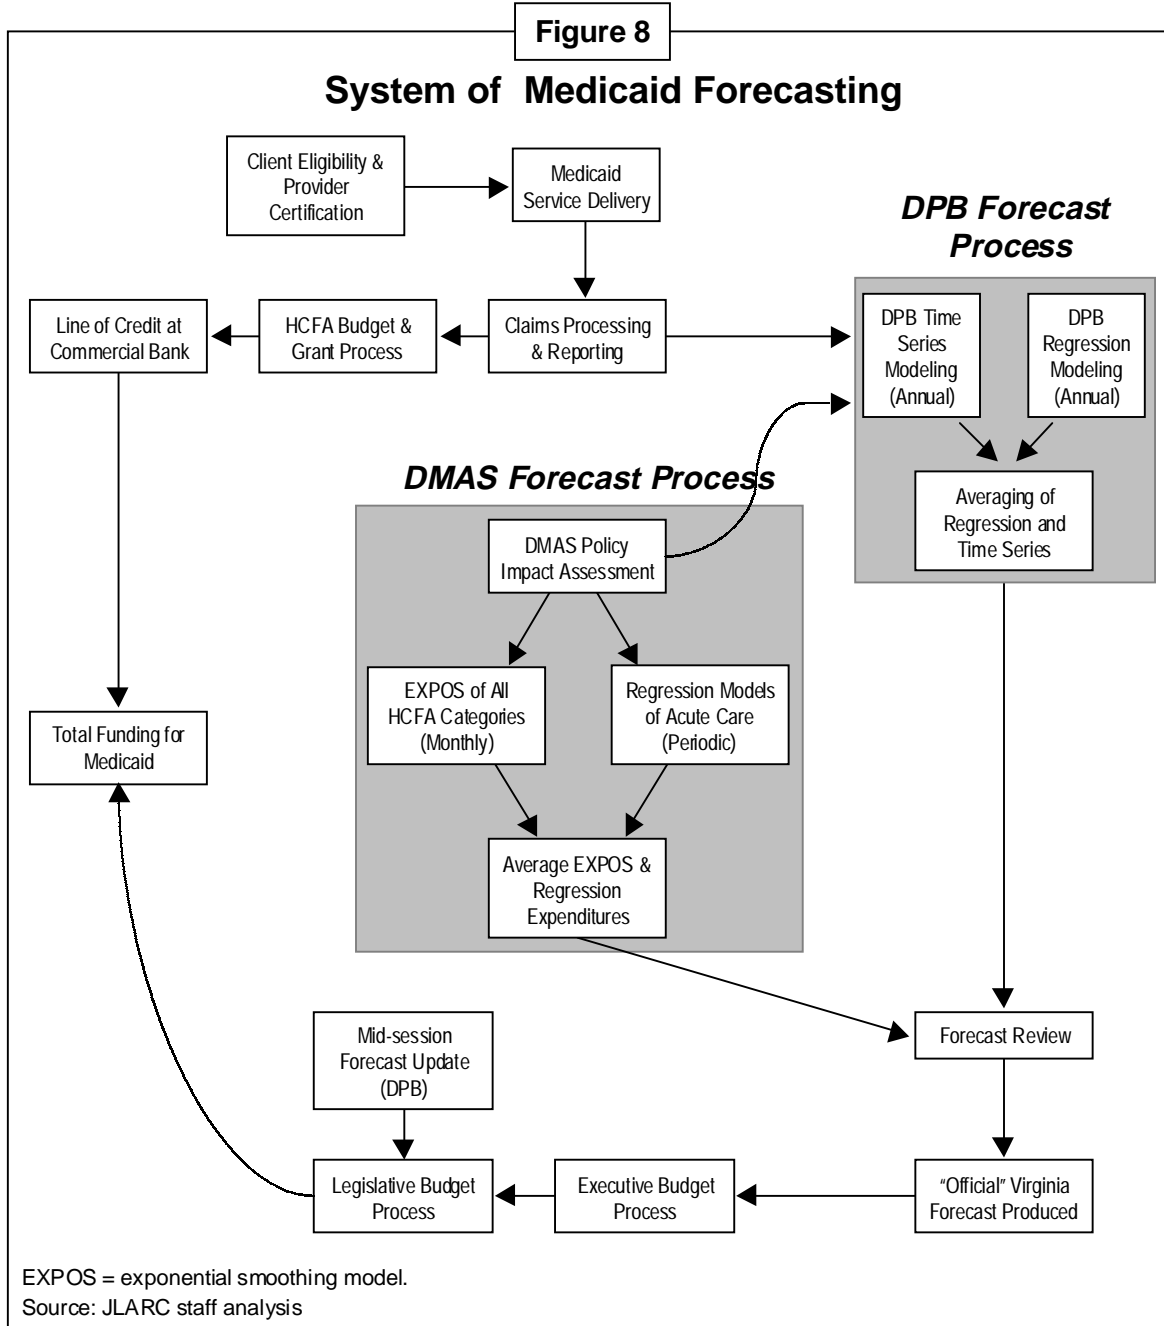 Figure 8
System of Medicaid Forecasting
Client Eligibility &
Provider
Certification
Medicaid
Service Delivery
DPB Forecast
Process
Line of Credit at
Commercial Bank
HCFA Budget &
Grant Process
Claims Processing
& Reporting
DPB Time
Series
Modeling
(Annual)
DPB
Regression
Modeling
(Annual)
Averaging of
Regression and
Time Series
DMAS Forecast Process
DMAS Policy
Impact Assessment
EXPOS of All
HCFA Categories
(Monthly)
Regression Models
of Acute Care
(Periodic)
Total Funding for
Medicaid
Average EXPOS &
Regression
Expenditures
Mid-session
Forecast Update
(DPB)
Forecast Review
Legislative Budget
Process
Executive Budget
Process
“Official” Virginia
Forecast Produced
EXPOS = exponential smoothing model.
Source: JLARC staff analysis